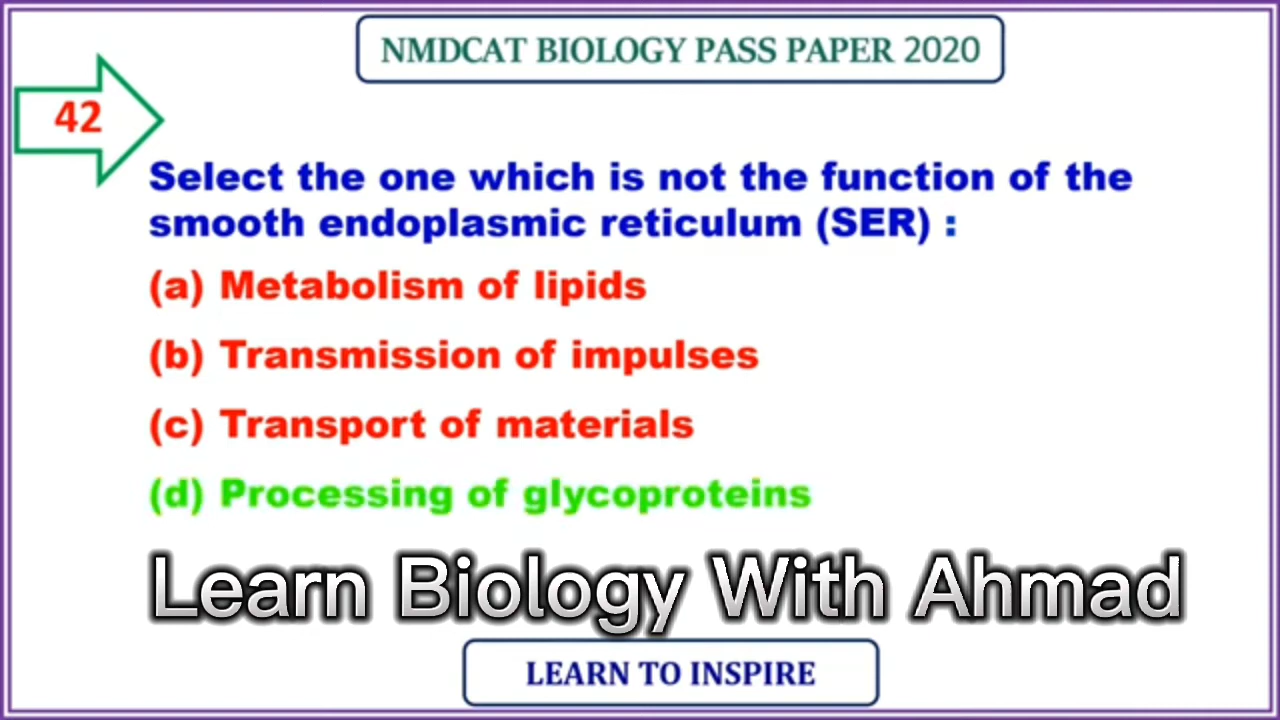 NMDCAT BIOLOGY PASS PAPER 2020
42
Select the one which is not the function of the
smooth endoplasmic reticulum (SER) :
(a) Metabolism of lipids
(b) Transmission of impulses
(c) Transport of materials
(d) Processing of glycoproteins
Learn Biology With Ahmad
LEARN TO INSPIRE